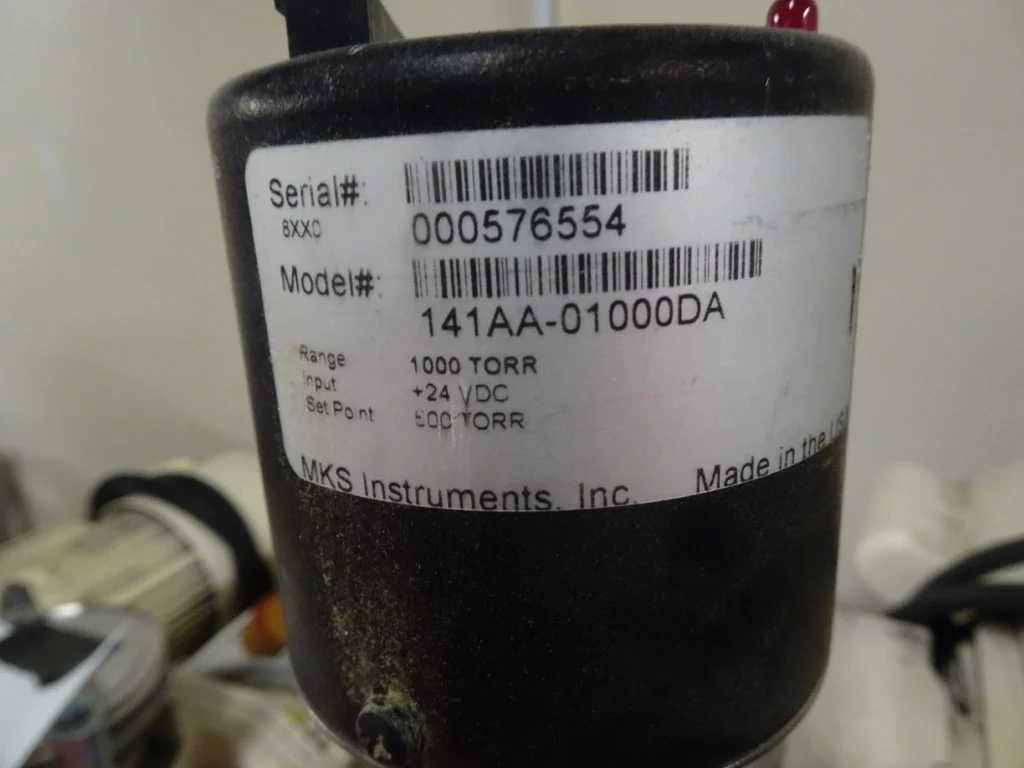 Serial#: 000576554
8XX0
Model#: 141AA-01000DA
Range 1000 TORR
Input +24 VDC
Set Point TORR
MKS Instruments, Inc. Made in the